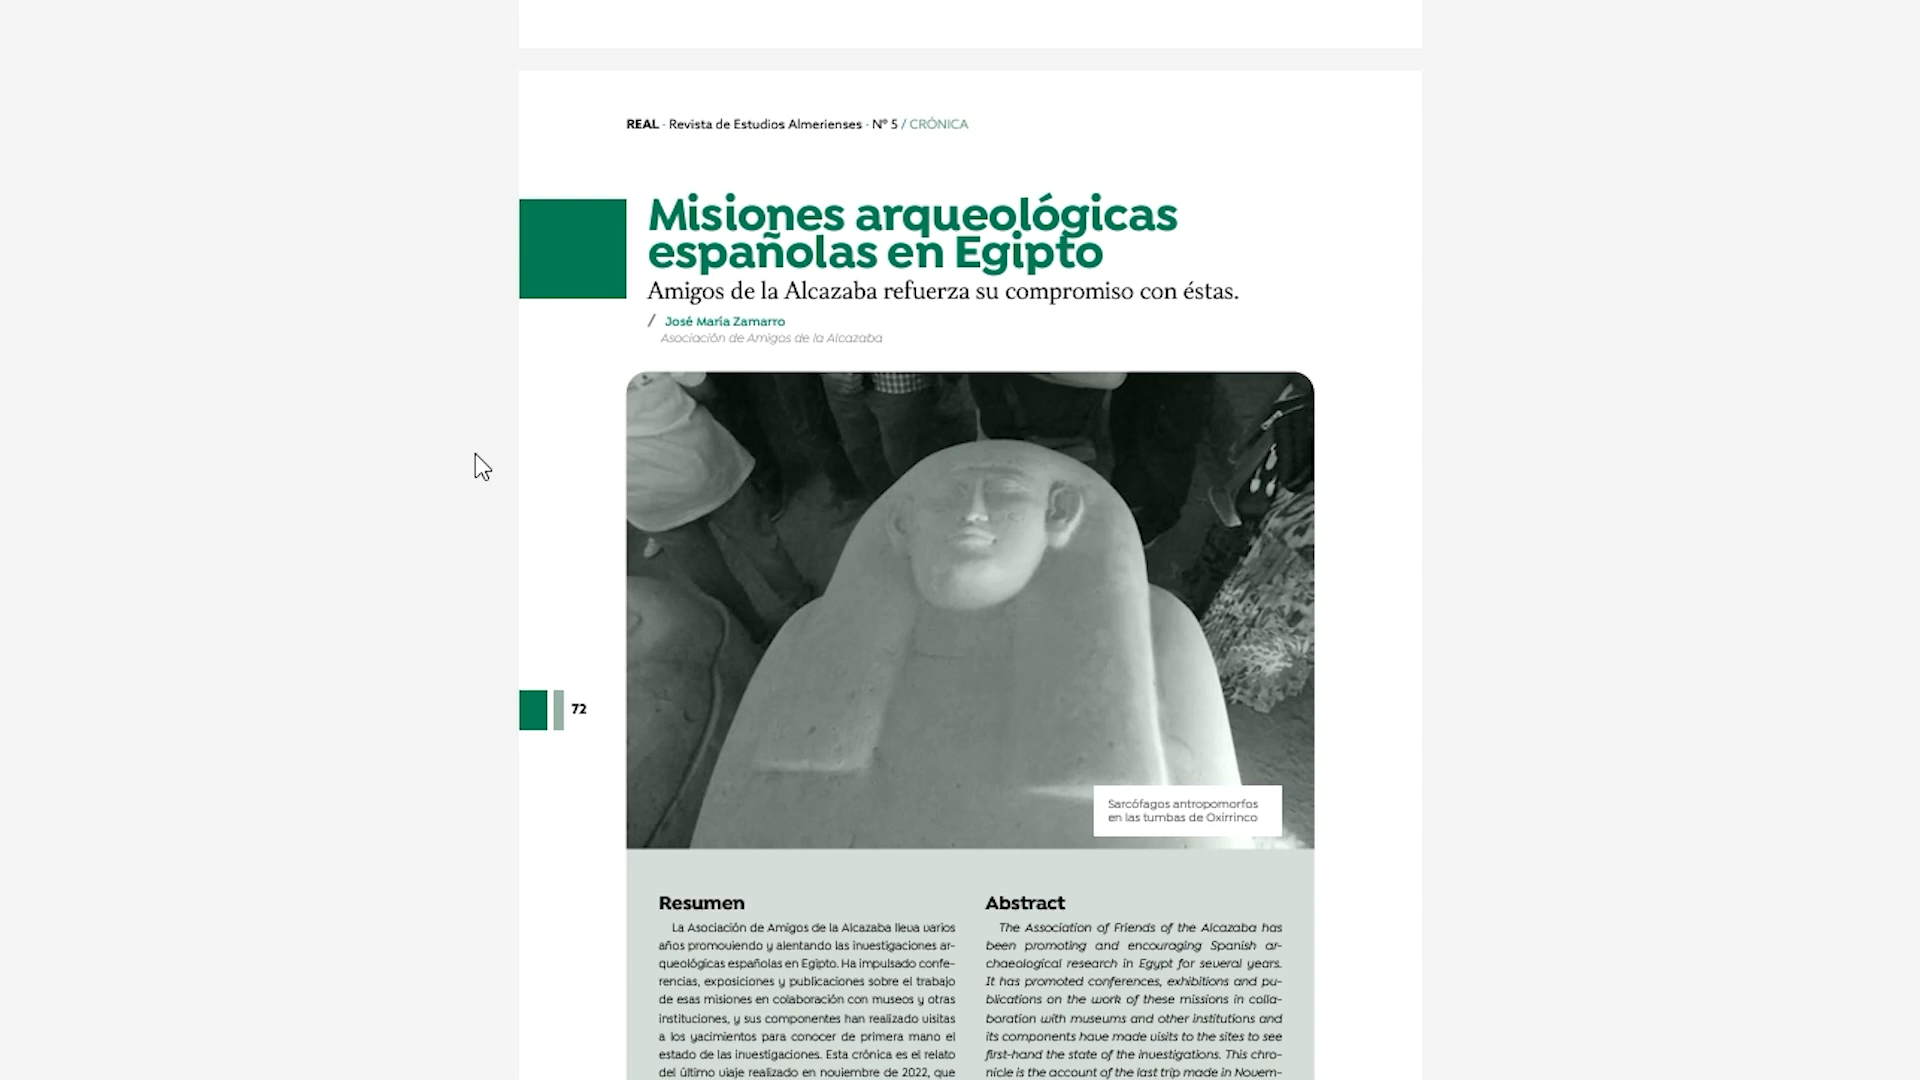 REAL - Revista de Estudios Almerienses - Nº 5 / CRÓNICA
Misiones arqueológicas
españolas en Egipto
Amigos de la Alcazaba refuerza su compromiso con éstas.
/ José María Zamarro
Asociación de Amigos de la Alcazaba
72
Sarcófagos antropomorfos
en las tumbas de Oxirrinco
Resumen
La Asociación de Amigos de la Alcazaba lleva varios
años promoviendo y alentando las investigaciones ar-
queológicas españolas en Egipto. Ha impulsado confe-
rencias, exposiciones y publicaciones sobre el trabajo
de esas misiones en colaboración con museos y otras
instituciones, y sus componentes han realizado visitas
a los yacimientos para conocer de primera mano el
estado de las investigaciones. Esta crónica es el relato
del último viaje realizado en noviembre de 2022, que
Abstract
The Association of Friends of the Alcazaba has
been promoting and encouraging Spanish ar-
chaeological research in Egypt for several years.
It has promoted conferences, exhibitions and pu-
blications on the work of these missions in colla-
boration with museums and other institutions and
its components have made visits to the sites to see
first-hand the state of the investigations. This chro-
nicle is the account of the last trip made in Novem-